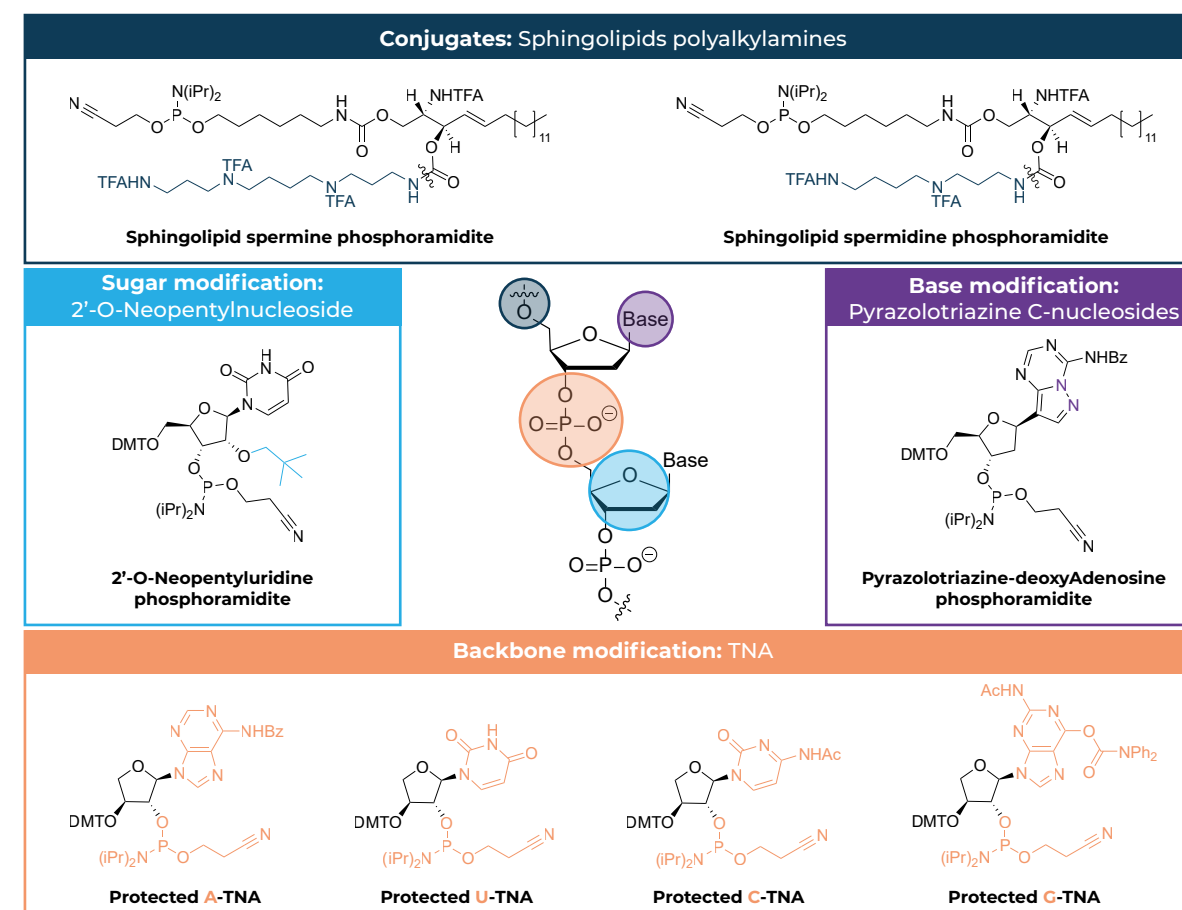 Conjugates: Sphingolipids polyalkylamines
N(iPr)2
N
O
P
O
H
N
O
O
H
NHTFA
11
H
O
O
TFAHN
TFA
N
N
TFA
N
H
Sphingolipid spermine phosphoramidite
N(iPr)2
N
O
P
O
H
N
O
O
H
NHTFA
11
H
O
O
TFAHN
N
TFA
N
H
Sphingolipid spermidine phosphoramidite
Sugar modification:
2'-O-Neopentylnucleoside
H
N
O
O
N
O
DMTO
O
O
P
O
(iPr)2N
N
2'-O-Neopentyluridine
phosphoramidite
O
O
Base
O
O=P–O⊖
O
O
Base
O
O=P–O⊖
O
Base modification:
Pyrazolotriazine C-nucleosides
N
NHBz
N
N
N
O
DMTO
O
P
O
(iPr)2N
N
Pyrazolotriazine-deoxyAdenosine
phosphoramidite
Backbone modification: TNA
N
N
NHBz
N
N
O
DMTO
O
P
O
(iPr)2N
N
Protected A-TNA
H
N
O
O
N
O
DMTO
O
P
O
(iPr)2N
N
Protected U-TNA
O
N
NHAc
N
O
DMTO
O
P
O
(iPr)2N
N
Protected C-TNA
AcHN
N
N
O
NPh2
O
N
N
O
DMTO
O
P
O
(iPr)2N
N
Protected G-TNA